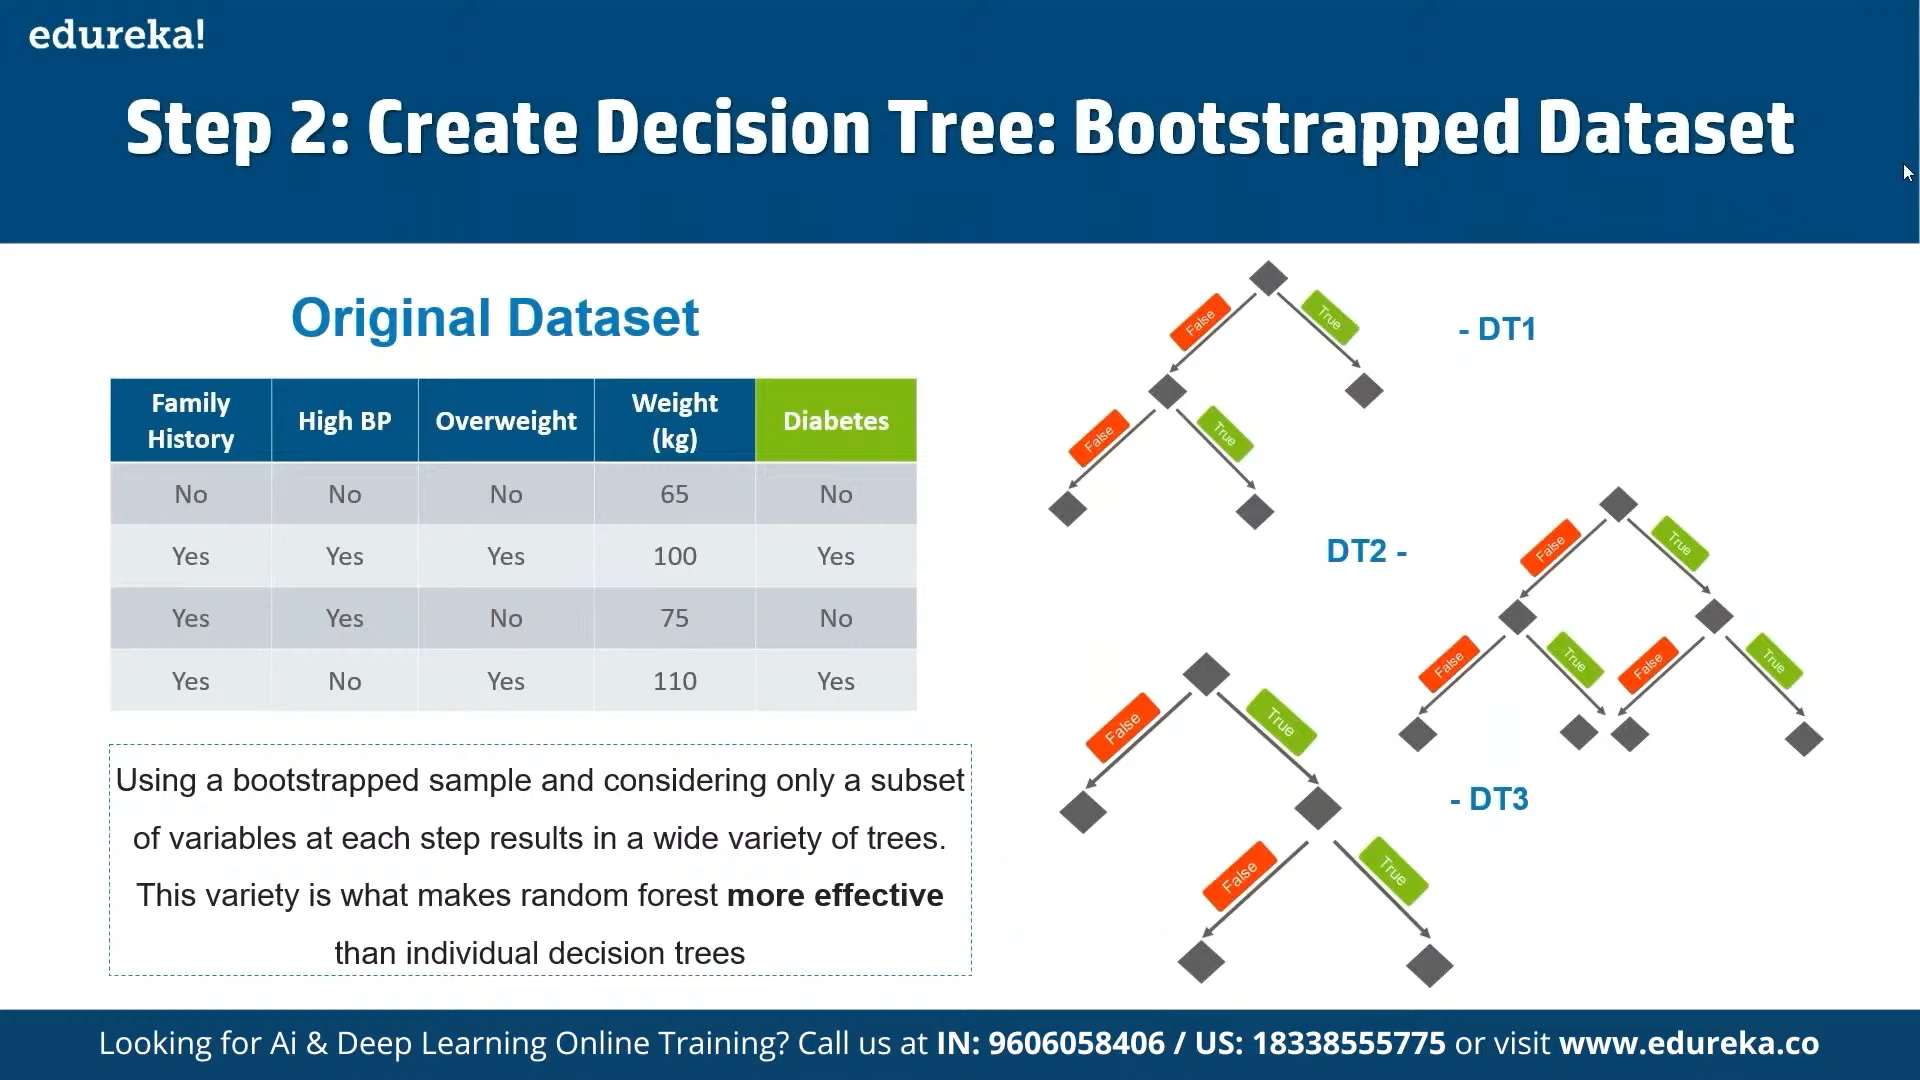 edureka!
Step 2: Create Decision Tree: Bootstrapped Dataset
Original Dataset
Family History High BP Overweight Weight (kg) Diabetes
No No No 65 No
Yes Yes Yes 100 Yes
Yes Yes No 75 No
Yes No Yes 110 Yes
Using a bootstrapped sample and considering only a subset
of variables at each step results in a wide variety of trees.
This variety is what makes random forest more effective
than individual decision trees
False True
- DT1
False True
DT2 -
False True
False True False True
False True
- DT3
False True
Looking for Ai & Deep Learning Online Training? Call us at IN: 9606058406 / US: 18338555775 or visit www.edureka.co